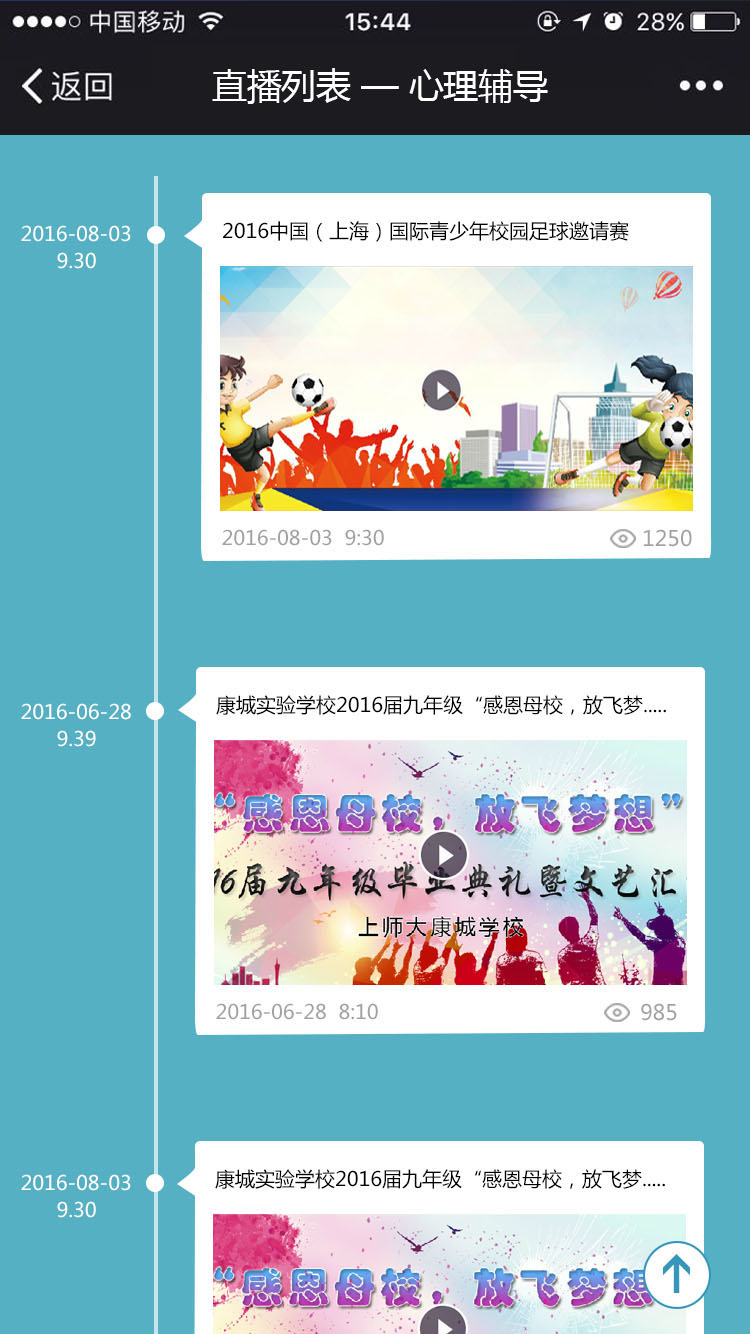 中国移动 15:44 28%
返回 直播列表 — 心理辅导
2016-08-03
9.30
2016中国（上海）国际青少年校园足球邀请赛
2016-08-03 9:30 1250
2016-06-28
9.39
康城实验学校2016届九年级“感恩母校，放飞梦.....
“感恩母校，放飞梦想”
16届九年级毕业典礼暨文艺汇
上师大康城学校
2016-06-28 8:10 985
2016-08-03
9.30
康城实验学校2016届九年级“感恩母校，放飞梦.....
“感恩母校，放飞梦想